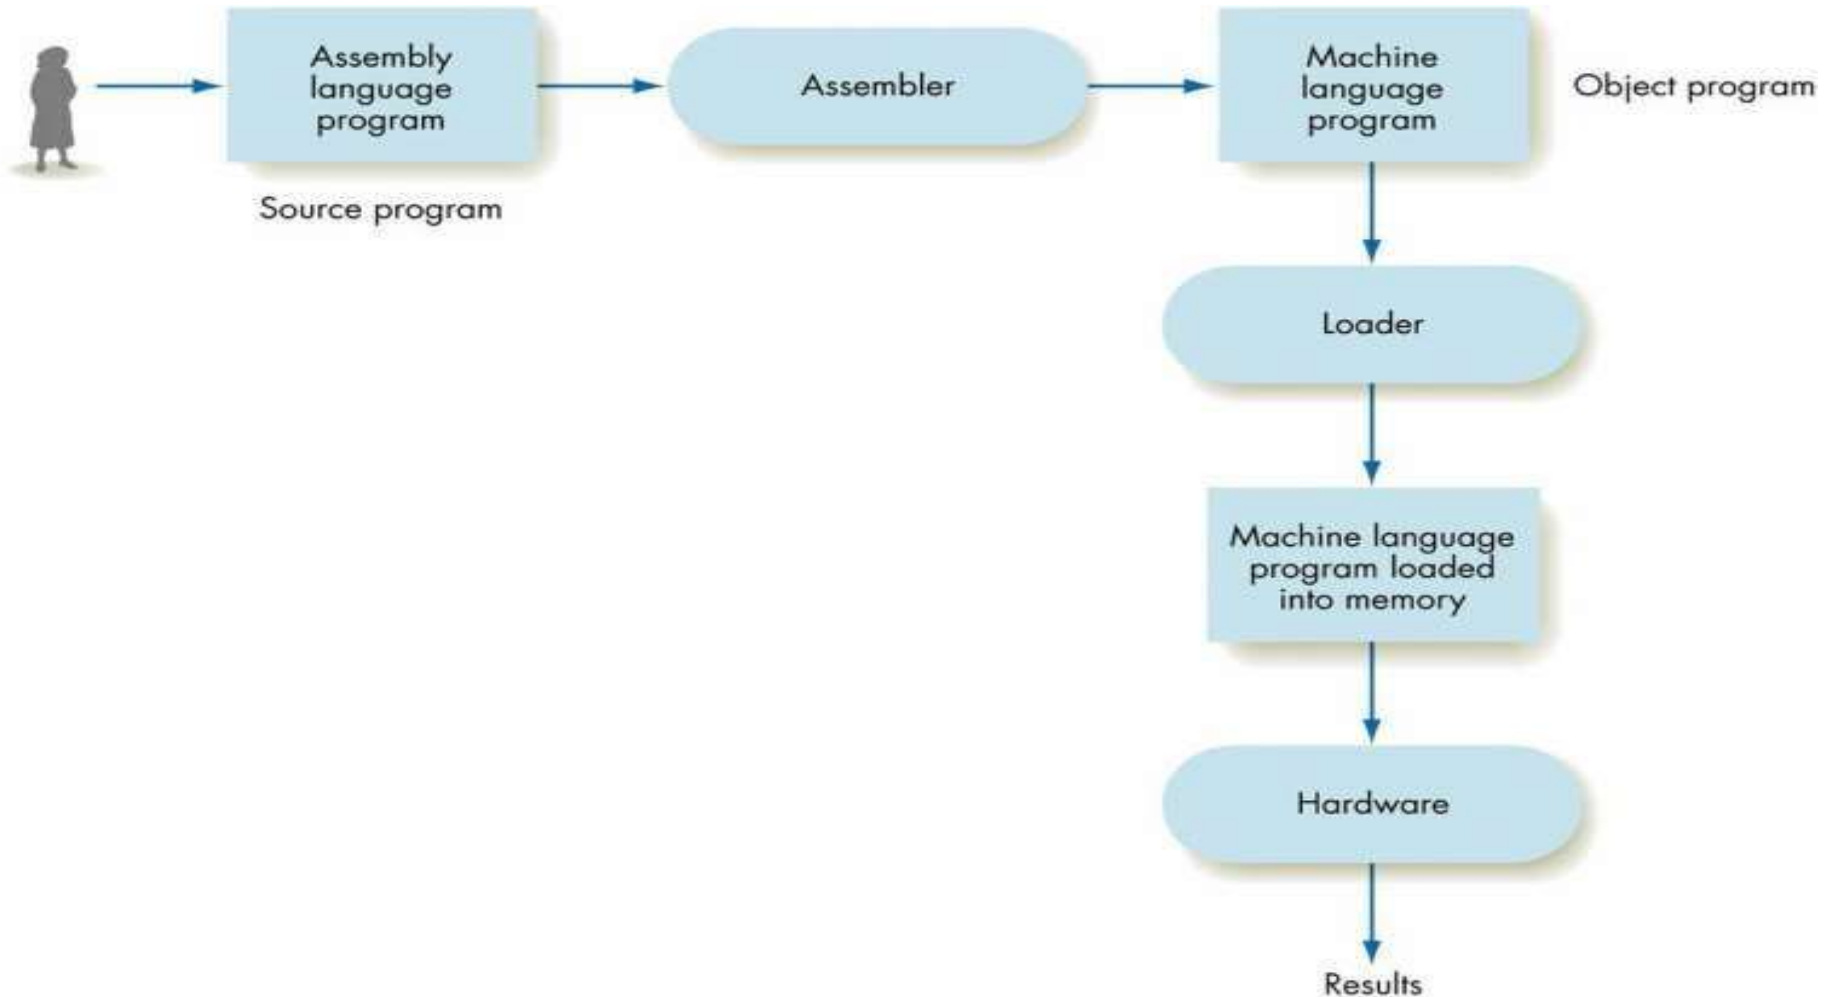 Assembly
language
program
Source program
Assembler
Machine
language
program
Object program
Loader
Machine language
program loaded
into memory
Hardware
Results